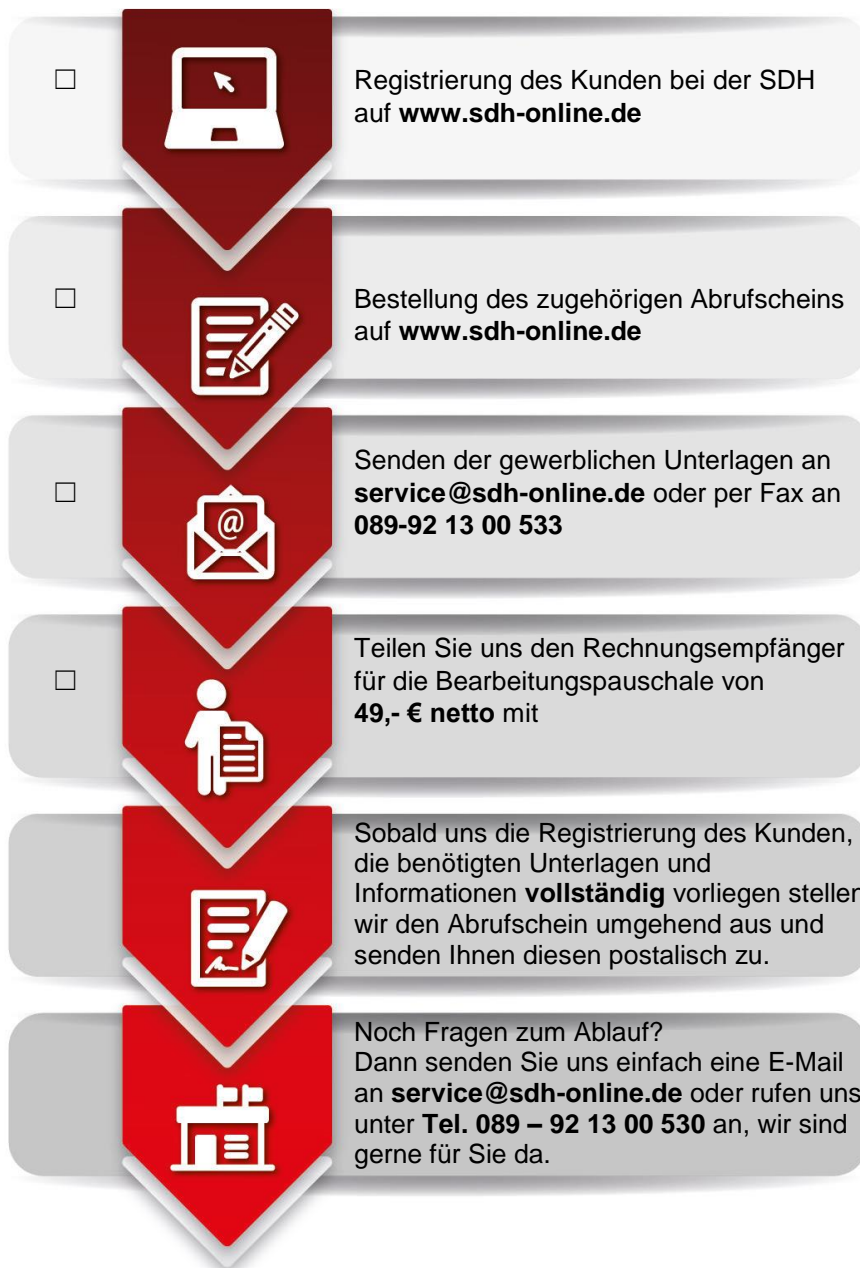 ☐ Registrierung des Kunden bei der SDH
auf www.sdh-online.de
☐ Bestellung des zugehörigen Abrufscheins
auf www.sdh-online.de
Senden der gewerblichen Unterlagen an
☐ service@sdh-online.de oder per Fax an
089-92 13 00 533
@
Teilen Sie uns den Rechnungsempfänger
☐ für die Bearbeitungspauschale von
49,- € netto mit
Sobald uns die Registrierung des Kunden,
die benötigten Unterlagen und
Informationen vollständig vorliegen stellen
wir den Abrufschein umgehend aus und
senden Ihnen diesen postalisch zu.
Noch Fragen zum Ablauf?
Dann senden Sie uns einfach eine E-Mail
an service@sdh-online.de oder rufen uns
unter Tel. 089 – 92 13 00 530 an, wir sind
gerne für Sie da.